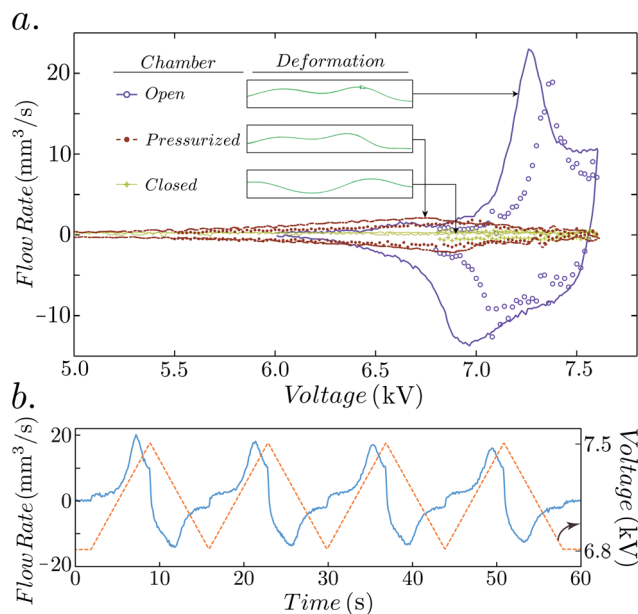 a.
Flow Rate (mm³/s)
20
10
0
−10
Chamber Deformation
Open
Pressurized
Closed
5.0 5.5 6.0 6.5 7.0 7.5
Voltage (kV)
b.
Flow Rate (mm³/s)
20
0
−20
7.5
6.8
Voltage (kV)
0 10 20 30 40 50 60
Time (s)